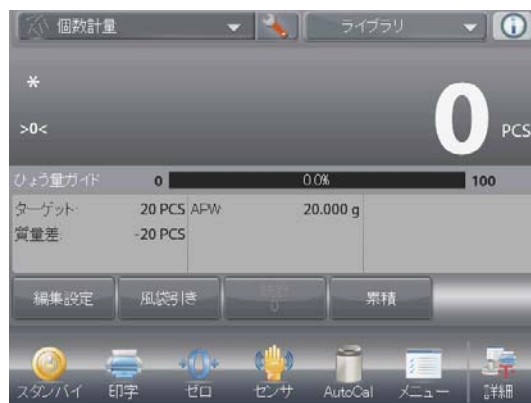 個数計量 ライブラリ
*
>0<
0 PCS
ひょう量ガイド 0 0.0% 100
ターゲット: 20 PCS APW: 20.000 g
質量差: -20 PCS
編集設定 風袋引き 累積
スタンバイ 印字 ゼロ センサ AutoCal メニュー 詳細